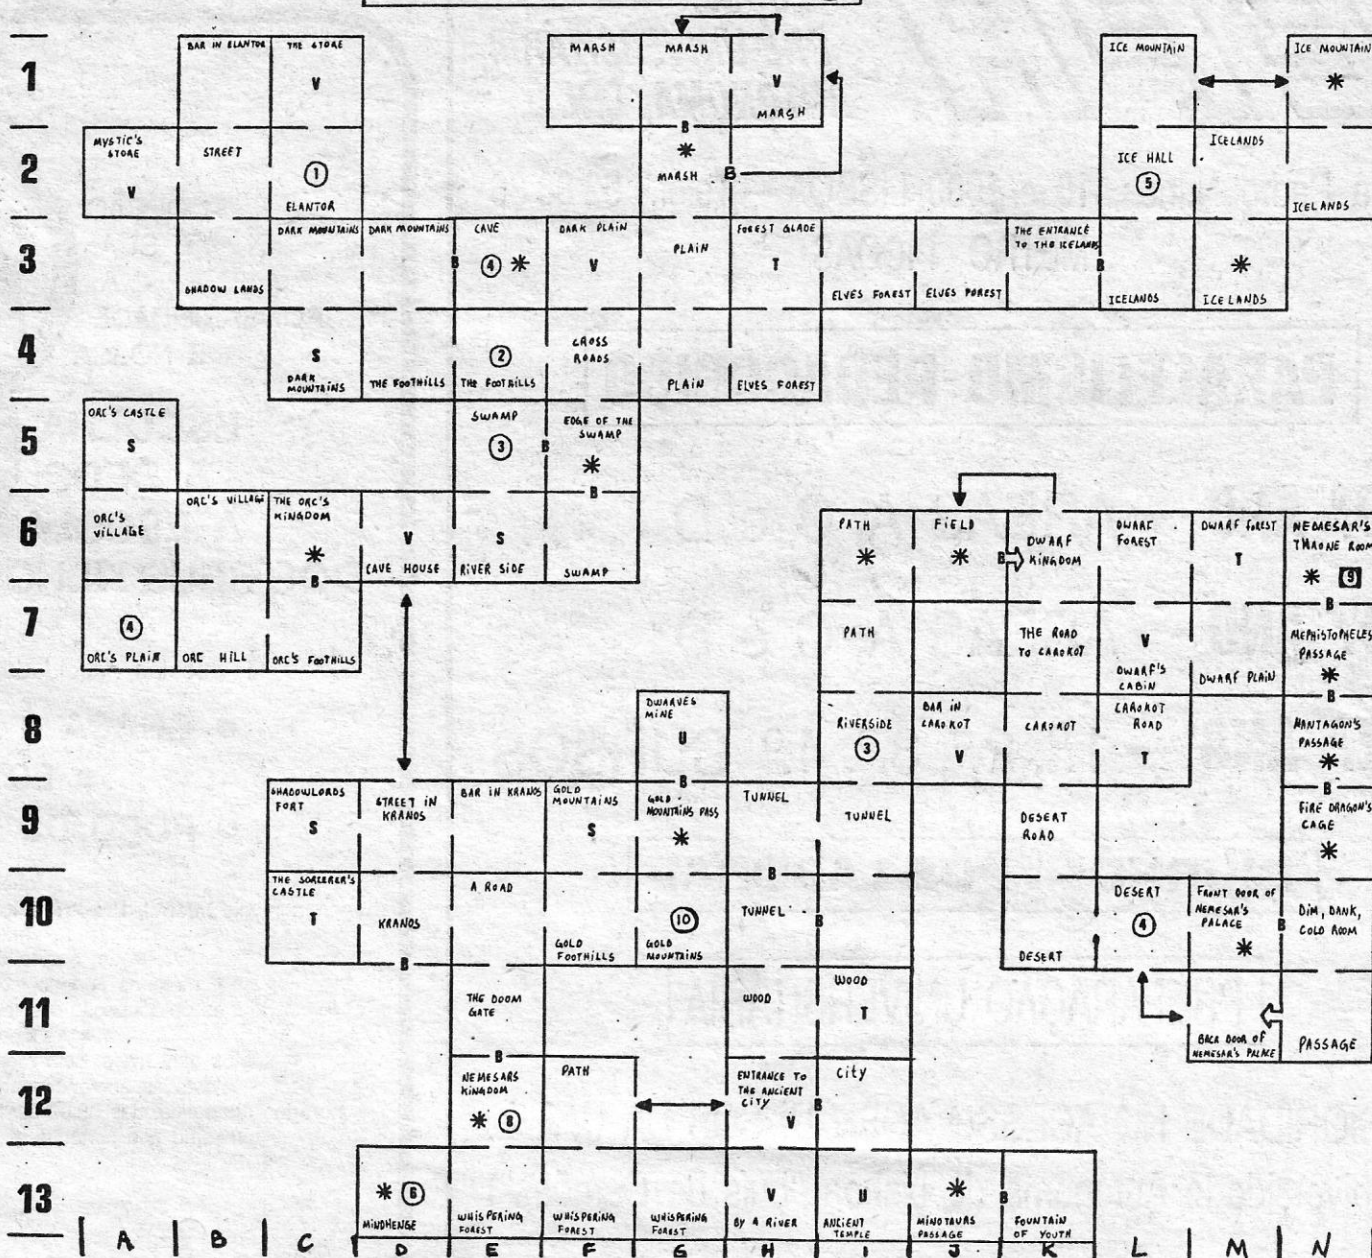 1
BAR IN ELANTOR
THE STORE
V
MARSH
MARSH
V
MARSH
ICE MOUNTAIN
ICE MOUNTAIN
*
B
2
MYSTIC'S
STORE
V
STREET
1
ELANTOR
*
MARSH
B
ICE HALL
5
ICELANDS
ICELANDS
3
SHADOW LANDS
DARK MOUNTAINS
DARK MOUNTAINS
B
CAVE
4 *
DARK PLAIN
V
PLAIN
FOREST GLADE
T
ELVES FOREST
ELVES FOREST
THE ENTRANCE
TO THO ICELANDS
B
ICELANDS
*
ICELANDS
4
S
DARK
MOUNTAINS
THE FOOTHILLS
2
THE FOOTHILLS
CROSS
ROADS
PLAIN
ELVES FOREST
5
ORC'S CASTLE
S
SWAMP
3
B
EDGE OF THE
SWAMP
*
B
6
ORC'S
VILLAGE
ORC'S VILLAGE
THE ORC'S
KINGDOM
*
B
V
CAVE HOUSE
S
RIVER SIDE
SWAMP
PATH
*
FIELD
*
B
DWARF
KINGDOM
DWARF
FOREST
DWARF FOREST
T
NEMESAR'S
THRONE ROOM
* 9
B
7
4
ORC'S PLAIN
ORC HILL
ORC'S FOOTHILLS
PATH
THE ROAD
TO CAROKOT
V
DWARF'S
CABIN
DWARF PLAIN
MEPHISTOPHELES
PASSAGE
*
B
8
DWARVES
MINE
U
B
RIVERSIDE
3
BAR IN
CAROKOT
V
CAROKOT
CAROKOT
ROAD
T
MANTAGON'S
PASSAGE
*
B
9
SHADOWLORDS
FORT
S
STREET IN
KRANOS
BAR IN KRANOS
GOLD
MOUNTAINS
S
GOLD
MOUNTAINS PASS
*
TUNNEL
B
TUNNEL
DESERT
ROAD
FIRE DRAGON'S
CAGE
*
10
THE SORCERER'S
CASTLE
T
KRANOS
B
A ROAD
GOLD
FOOTHILLS
10
GOLD
MOUNTAINS
TUNNEL
B
DESERT
DESERT
4
FRONT DOOR OF
NEMESAR'S
PALACE
*
B
DIM, DANK,
COLD ROOM
11
THE DOOM
GATE
B
WOOD
WOOD
T
BACK DOOR OF
NEMESAR'S PALACE
PASSAGE
12
NEMESARS
KINGDOM
* 8
PATH
ENTRANCE TO
THE ANCIENT
CITY
V
B
CITY
13
* 6
MINDHENGE
WHISPERING
FOREST
WHISPERING
FOREST
WHISPERING
FOREST
V
BY A RIVER
U
ANCIENT
TEMPLE
*
MINOTAURS
PASSAGE
B
FOUNTAIN
OF YOUTH
A B C D E F G H I J K L M N